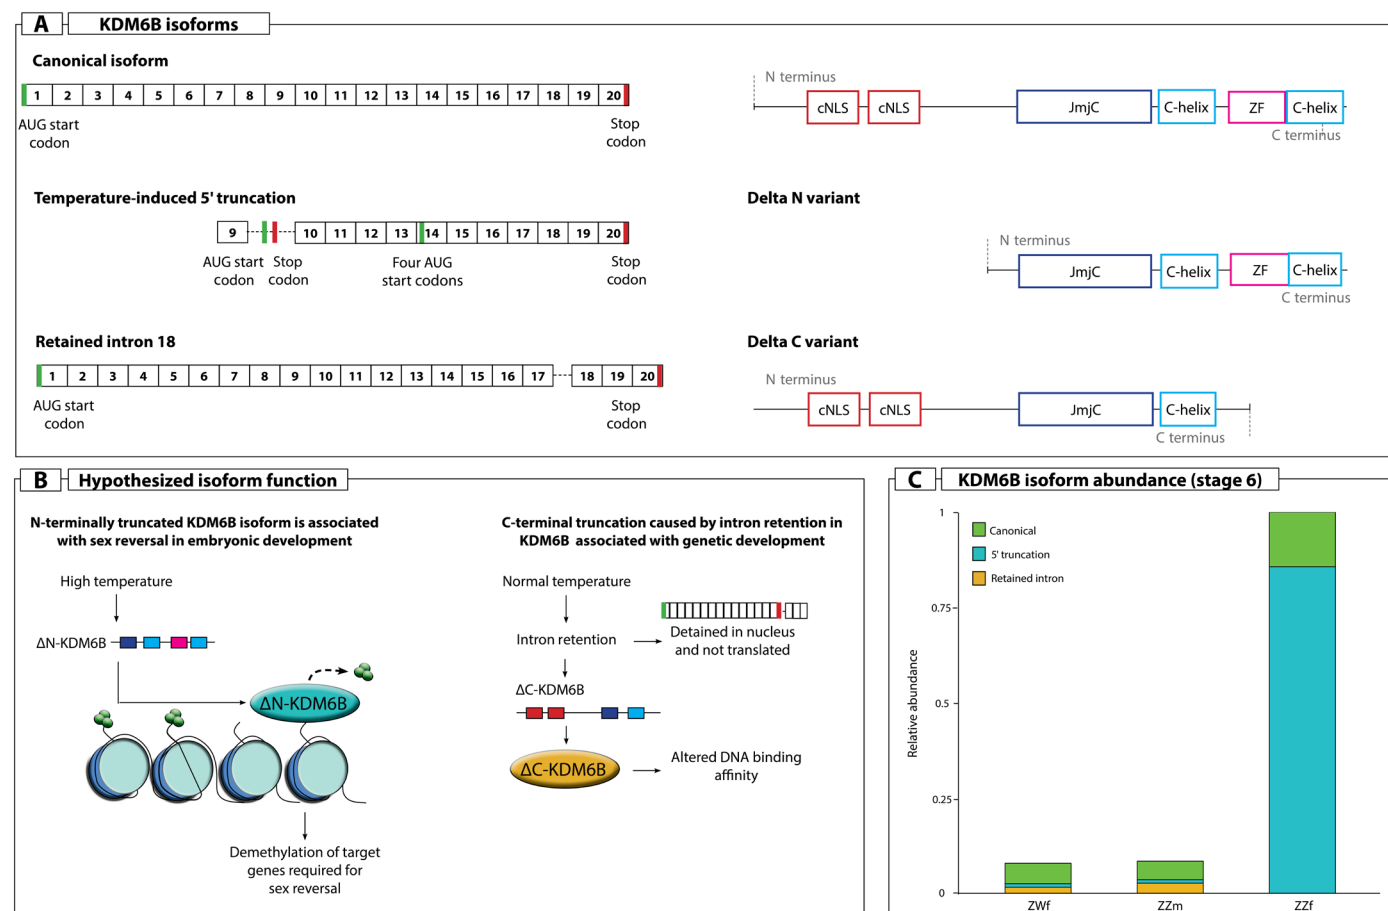 A KDM6B isoforms
Canonical isoform
1 2 3 4 5 6 7 8 9 10 11 12 13 14 15 16 17 18 19 20
AUG start
codon
Stop
codon
N terminus
cNLS cNLS JmjC C-helix ZF C-helix
C terminus
Temperature-induced 5' truncation
9 10 11 12 13 14 15 16 17 18 19 20
AUG start
codon
Stop
codon
Four AUG
start codons
Stop
codon
Delta N variant
N terminus
JmjC C-helix ZF C-helix
C terminus
Retained intron 18
1 2 3 4 5 6 7 8 9 10 11 12 13 14 15 16 17 18 19 20
AUG start
codon
Stop
codon
Delta C variant
N terminus
cNLS cNLS JmjC C-helix
C terminus
B Hypothesized isoform function
N-terminally truncated KDM6B isoform is associated
with sex reversal in embryonic development
High temperature
ΔN-KDM6B
ΔN-KDM6B
Demethylation of target
genes required for
sex reversal
C-terminal truncation caused by intron retention in
KDM6B associated with genetic development
Normal temperature
Intron retention
Detained in nucleus
and not translated
ΔC-KDM6B
ΔC-KDM6B
Altered DNA binding
affinity
C KDM6B isoform abundance (stage 6)
Canonical
5' truncation
Retained intron
Relative abundance
1
0.75
0.5
0.25
0
ZWf ZZm ZZf